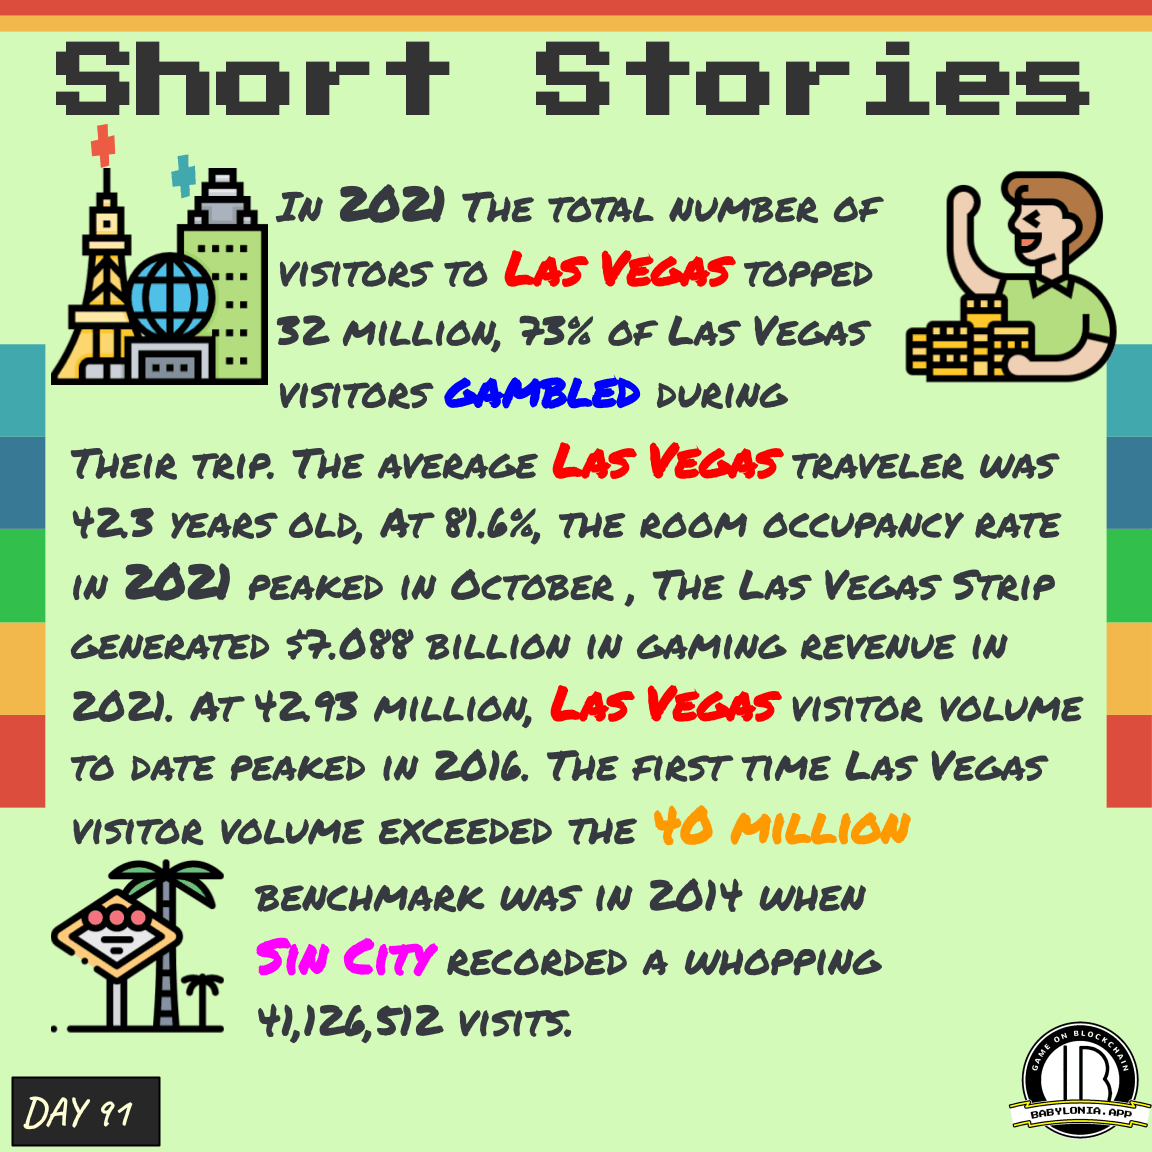 Short Stories
In 2021 The total number of
visitors to Las Vegas topped
32 million, 73% of Las Vegas
visitors gambled during
Their trip. The average Las Vegas traveler was
42.3 years old, At 81.6%, the room occupancy rate
in 2021 peaked in October , The Las Vegas Strip
generated $7.088 billion in gaming revenue in
2021. At 42.93 million, Las Vegas visitor volume
to date peaked in 2016. The first time Las Vegas
visitor volume exceeded the 40 million
benchmark was in 2014 when
Sin City recorded a whopping
41,126,512 visits.
DAY 91
GAME ON BLOCKCHAIN
BABYLONIA.APP